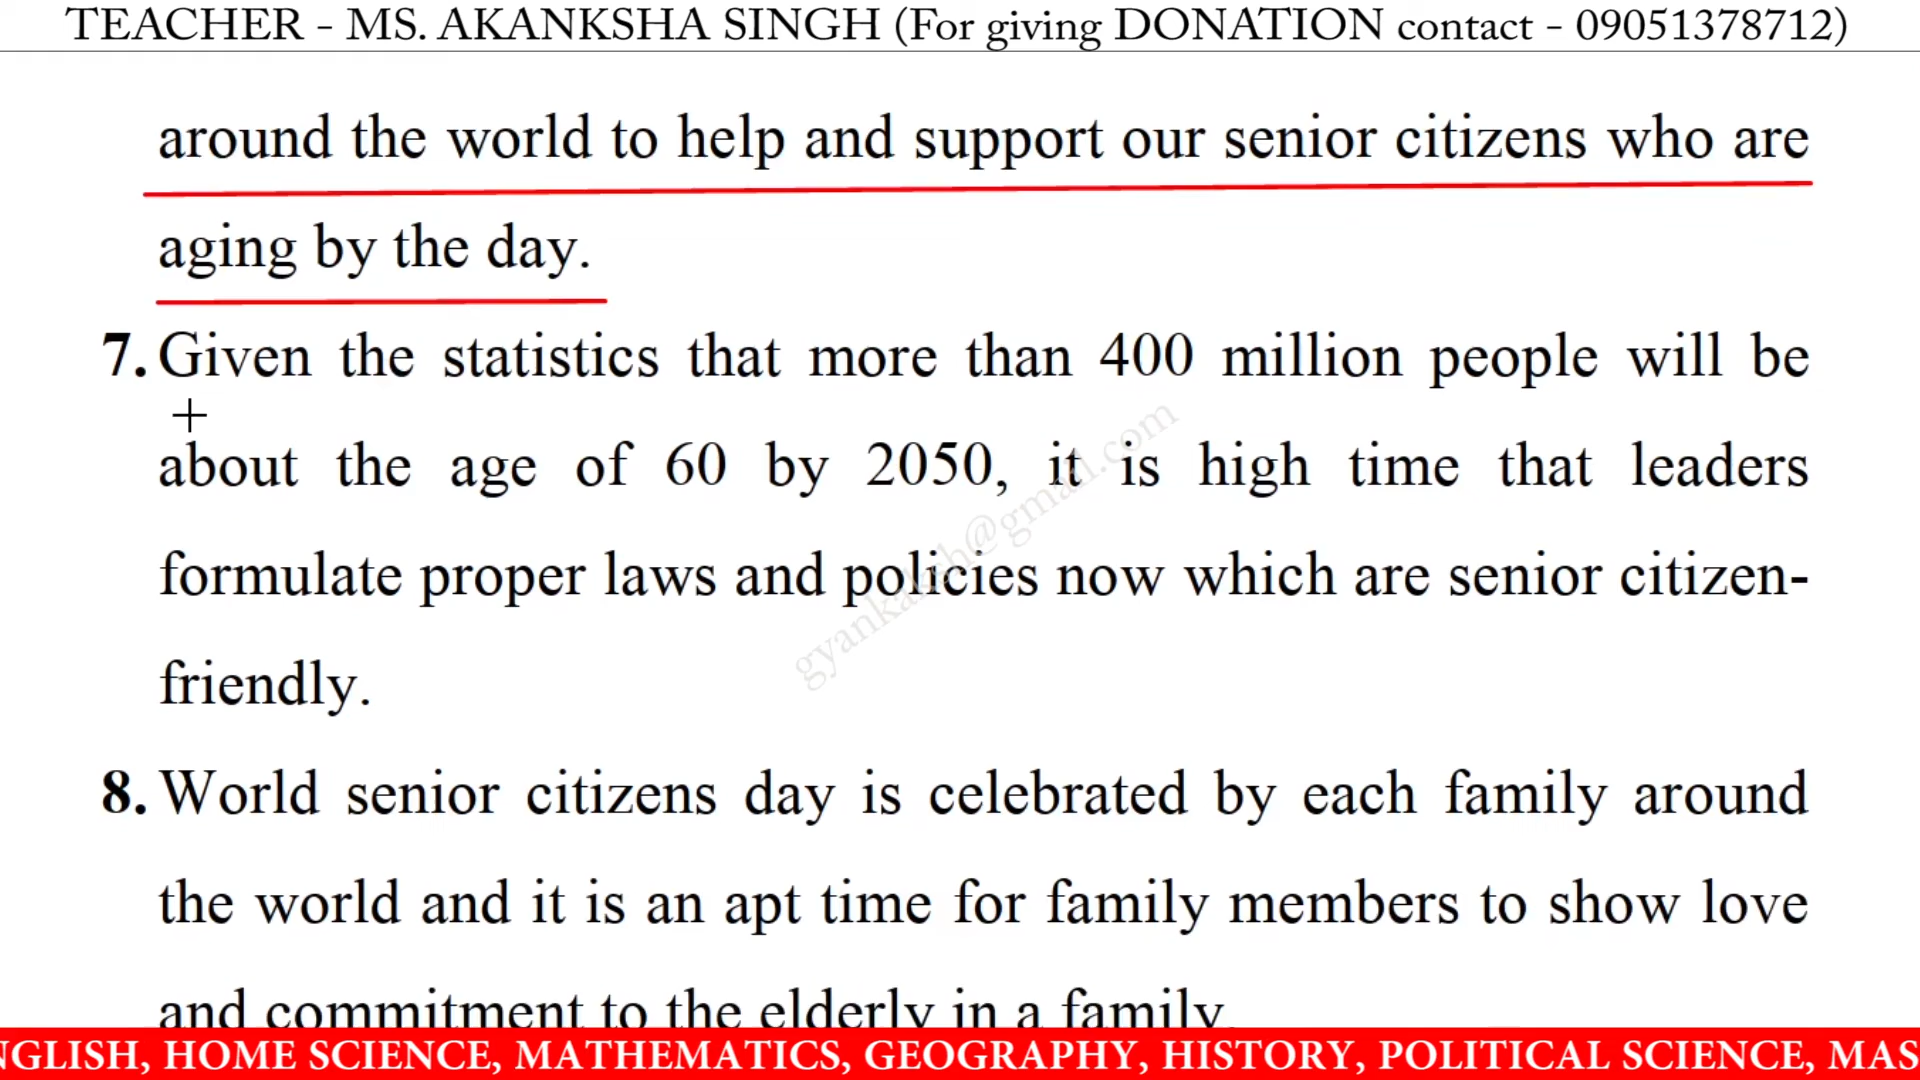 TEACHER - MS. AKANKSHA SINGH (For giving DONATION contact - 09051378712)
around the world to help and support our senior citizens who are
aging by the day.
7. Given the statistics that more than 400 million people will be
about the age of 60 by 2050, it is high time that leaders
formulate proper laws and policies now which are senior citizen-
friendly.
gyankaksh@gmail.com
8. World senior citizens day is celebrated by each family around
the world and it is an apt time for family members to show love
and commitment to the elderly in a family.
NGLISH, HOME SCIENCE, MATHEMATICS, GEOGRAPHY, HISTORY, POLITICAL SCIENCE, MAS